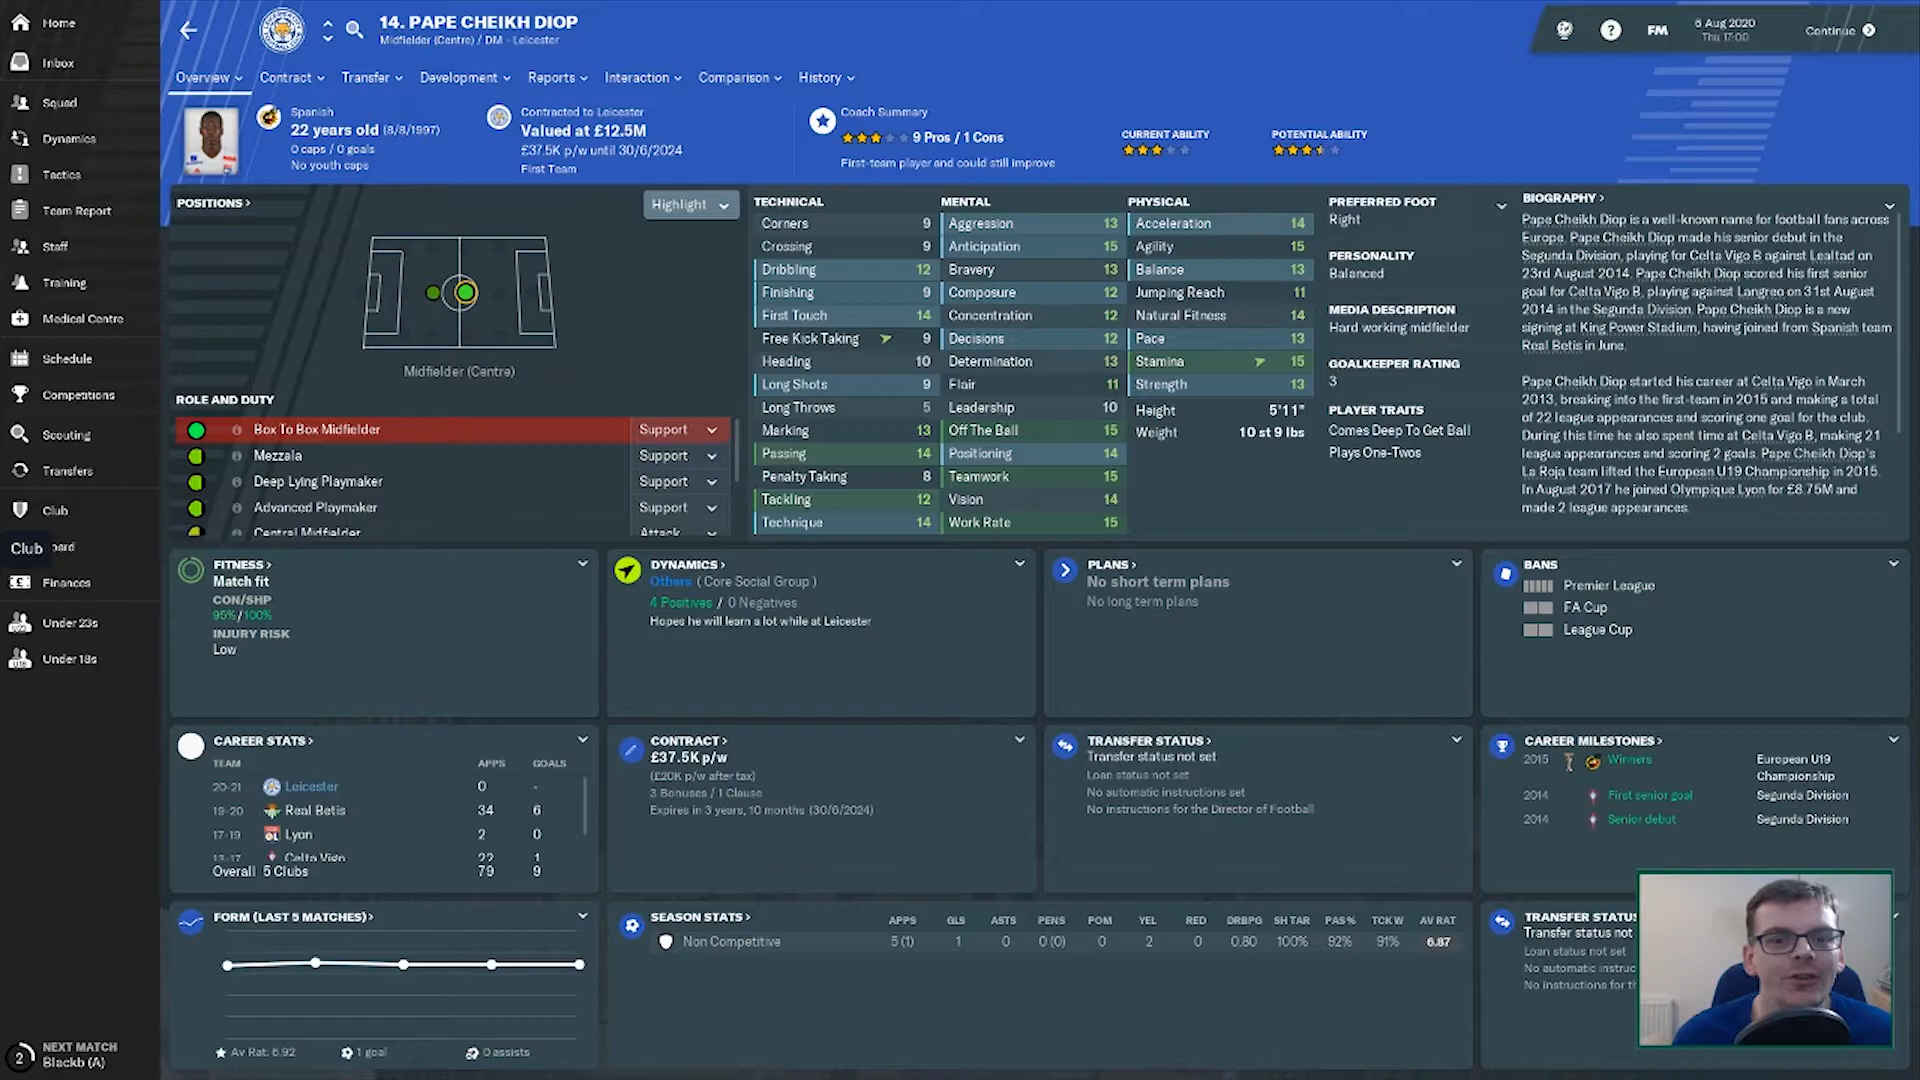 Home
Inbox
Squad
Dynamics
Tactics
Team Report
Staff
Training
Medical Centre
Schedule
Competitions
Scouting
Transfers
Club
Club
oard
Finances
Under 23s
Under 18s
2
NEXT MATCH
Blackb (A)
14. PAPE CHEIKH DIOP
Midfielder (Centre) / DM - Leicester
FM
6 Aug 2020
Thu 17:00
Continue
Overview
Contract
Transfer
Development
Reports
Interaction
Comparison
History
Spanish
22 years old (8/8/1997)
0 caps / 0 goals
No youth caps
Contracted to Leicester
Valued at £12.5M
£37.5K p/w until 30/6/2024
First Team
Coach Summary
9 Pros / 1 Cons
First-team player and could still improve
CURRENT ABILITY
POTENTIAL ABILITY
POSITIONS
Highlight
Midfielder (Centre)
ROLE AND DUTY
Box To Box Midfielder Support
Mezzala Support
Deep Lying Playmaker Support
Advanced Playmaker Support
Central Midfielder Attack
TECHNICAL
Corners 9
Crossing 9
Dribbling 12
Finishing 9
First Touch 14
Free Kick Taking 9
Heading 10
Long Shots 9
Long Throws 5
Marking 13
Passing 14
Penalty Taking 8
Tackling 12
Technique 14
MENTAL
Aggression 13
Anticipation 15
Bravery 13
Composure 12
Concentration 12
Decisions 12
Determination 13
Flair 11
Leadership 10
Off The Ball 15
Positioning 14
Teamwork 15
Vision 14
Work Rate 15
PHYSICAL
Acceleration 14
Agility 15
Balance 13
Jumping Reach 11
Natural Fitness 14
Pace 13
Stamina 15
Strength 13
Height 5'11"
Weight 10 st 9 lbs
PREFERRED FOOT
Right
PERSONALITY
Balanced
MEDIA DESCRIPTION
Hard working midfielder
GOALKEEPER RATING
3
PLAYER TRAITS
Comes Deep To Get Ball
Plays One-Twos
BIOGRAPHY
Pape Cheikh Diop is a well-known name for football fans across
Europe. Pape Cheikh Diop made his senior debut in the
Segunda División, playing for Celta Vigo B against Lealtad on
23rd August 2014. Pape Cheikh Diop scored his first senior
goal for Celta Vigo B, playing against Langreo on 31st August
2014 in the Segunda División. Pape Cheikh Diop is a new
signing at King Power Stadium, having joined from Spanish team
Real Betis in June.
Pape Cheikh Diop started his career at Celta Vigo in March
2013, breaking into the first-team in 2015 and making a total
of 22 league appearances and scoring one goal for the club.
During this time he also spent time at Celta Vigo B, making 21
league appearances and scoring 2 goals. Pape Cheikh Diop's
La Roja team lifted the European U19 Championship in 2015.
In August 2017 he joined Olympique Lyon for £8.75M and
made 2 league appearances.
FITNESS
Match fit
CON/SHP
95%/100%
INJURY RISK
Low
DYNAMICS
Others (Core Social Group)
4 Positives / 0 Negatives
Hopes he will learn a lot while at Leicester
PLANS
No short term plans
No long term plans
BANS
Premier League
FA Cup
League Cup
CAREER STATS
TEAM APPS GOALS
20-21 Leicester 0 -
19-20 Real Betis 34 6
17-19 Lyon 2 0
13-17 Celta Vigo 22 1
Overall 5 Clubs 79 9
CONTRACT
£37.5K p/w
(£20K p/w after tax)
3 Bonuses / 1 Clause
Expires in 3 years, 10 months (30/6/2024)
TRANSFER STATUS
Transfer status not set
Loan status not set
No automatic instructions set
No instructions for the Director of Football
CAREER MILESTONES
2015 Winners European U19
Championship
2014 First senior goal Segunda División
2014 Senior debut Segunda División
FORM (LAST 5 MATCHES)
Av Rat: 6.92
1 goal
0 assists
SEASON STATS
APPS GLS ASTS PENS POM YEL RED DRBPG SH TAR PAS% TCK W AV RAT
Non Competitive 5 (1) 1 0 0 (0) 0 2 0 0.80 100% 92% 91% 6.87
TRANSFER STATUS
Transfer status not
Loan status not set
No automatic instruc
No instructions for th